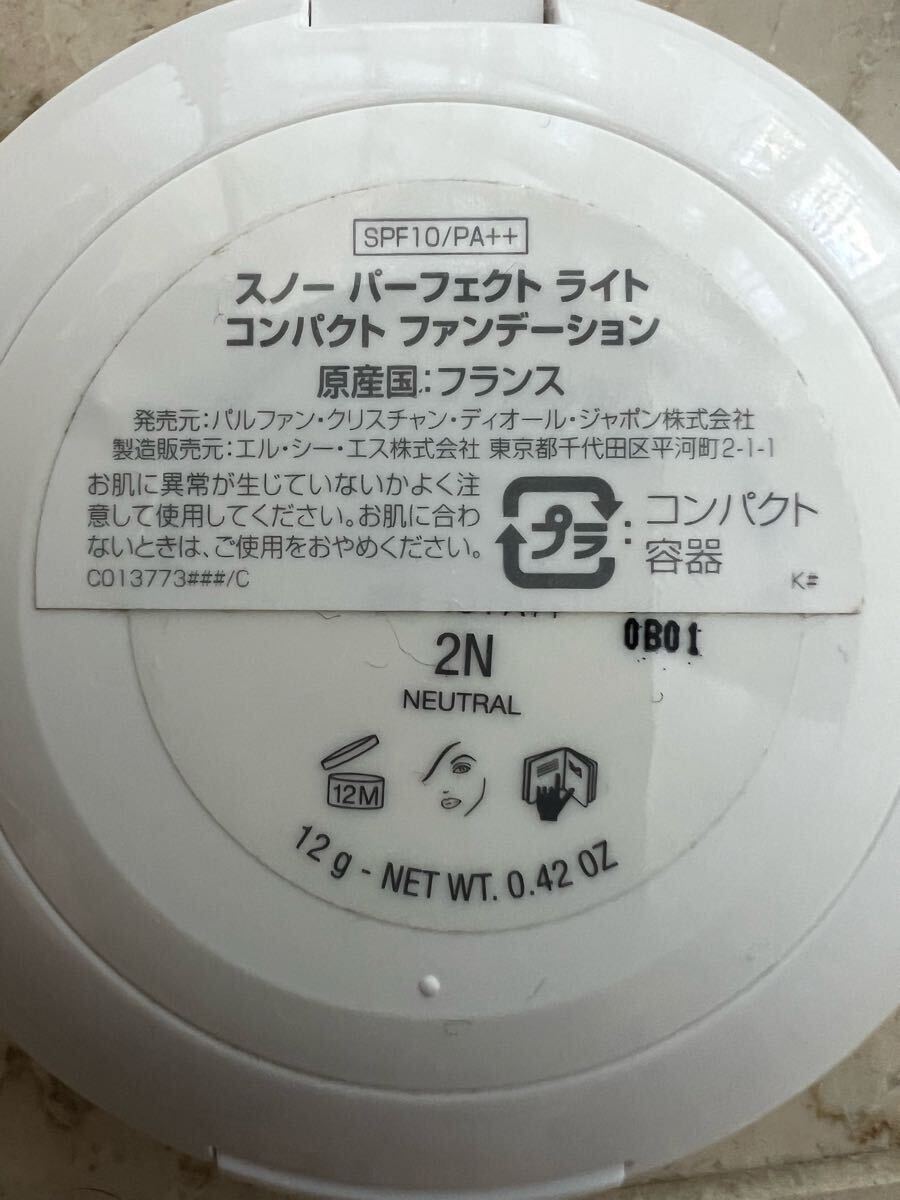 SPF10/PA++
スノー パーフェクト ライト
コンパクト ファンデーション
原産国:フランス
発売元:パルファン・クリスチャン・ディオール・ジャポン株式会社
製造販売元:エル・シー・エス株式会社 東京都千代田区平河町2-1-1
お肌に異常が生じていないかよく注
意して使用してください。お肌に合わ
ないときは、ご使用をおやめください。
C013773###/C
プラ
:コンパクト
容器
K#
0B01
2N
NEUTRAL
12M
12 g - NET WT. 0.42 OZ